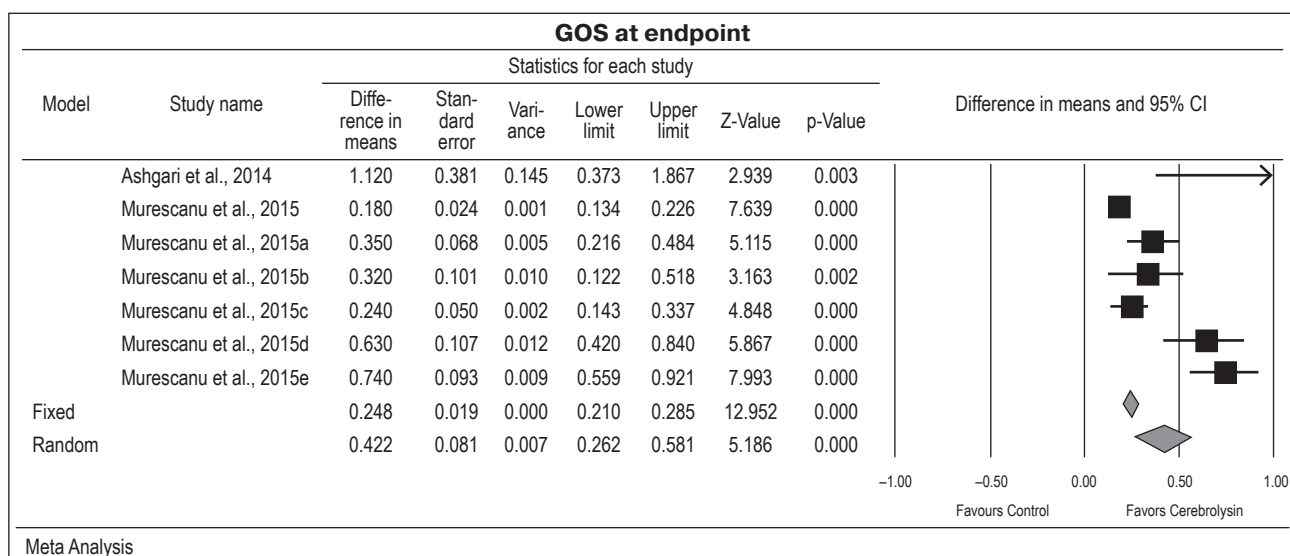 GOS at endpoint
Statistics for each study
Model Study name Diffe-rence in means Stan-dard error Vari-ance Lower limit Upper limit Z-Value p-Value Difference in means and 95% CI
Ashgari et al., 2014 1.120 0.381 0.145 0.373 1.867 2.939 0.003
Murescanu et al., 2015 0.180 0.024 0.001 0.134 0.226 7.639 0.000
Murescanu et al., 2015a 0.350 0.068 0.005 0.216 0.484 5.115 0.000
Murescanu et al., 2015b 0.320 0.101 0.010 0.122 0.518 3.163 0.002
Murescanu et al., 2015c 0.240 0.050 0.002 0.143 0.337 4.848 0.000
Murescanu et al., 2015d 0.630 0.107 0.012 0.420 0.840 5.867 0.000
Murescanu et al., 2015e 0.740 0.093 0.009 0.559 0.921 7.993 0.000
Fixed 0.248 0.019 0.000 0.210 0.285 12.952 0.000
Random 0.422 0.081 0.007 0.262 0.581 5.186 0.000
−1.00 −0.50 0.00 0.50 1.00
Favours Control Favors Cerebrolysin
Meta Analysis